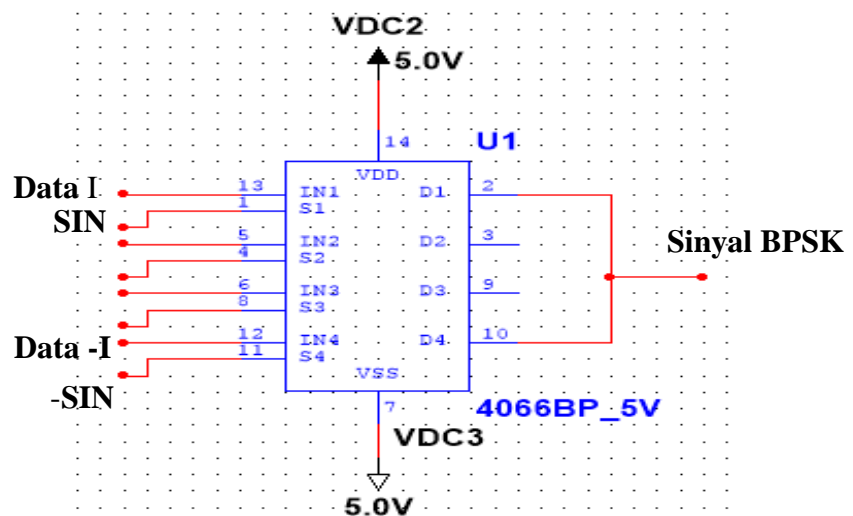 VDC2
5.0V
14
U1
VDD
Data I
13
IN1
D1
2
SIN
1
S1
5
IN2
D2
3
Sinyal BPSK
4
S2
6
IN3
D3
9
8
S3
Data -I
12
IN4
D4
10
11
S4
VSS
-SIN
7
4066BP_5V
VDC3
5.0V